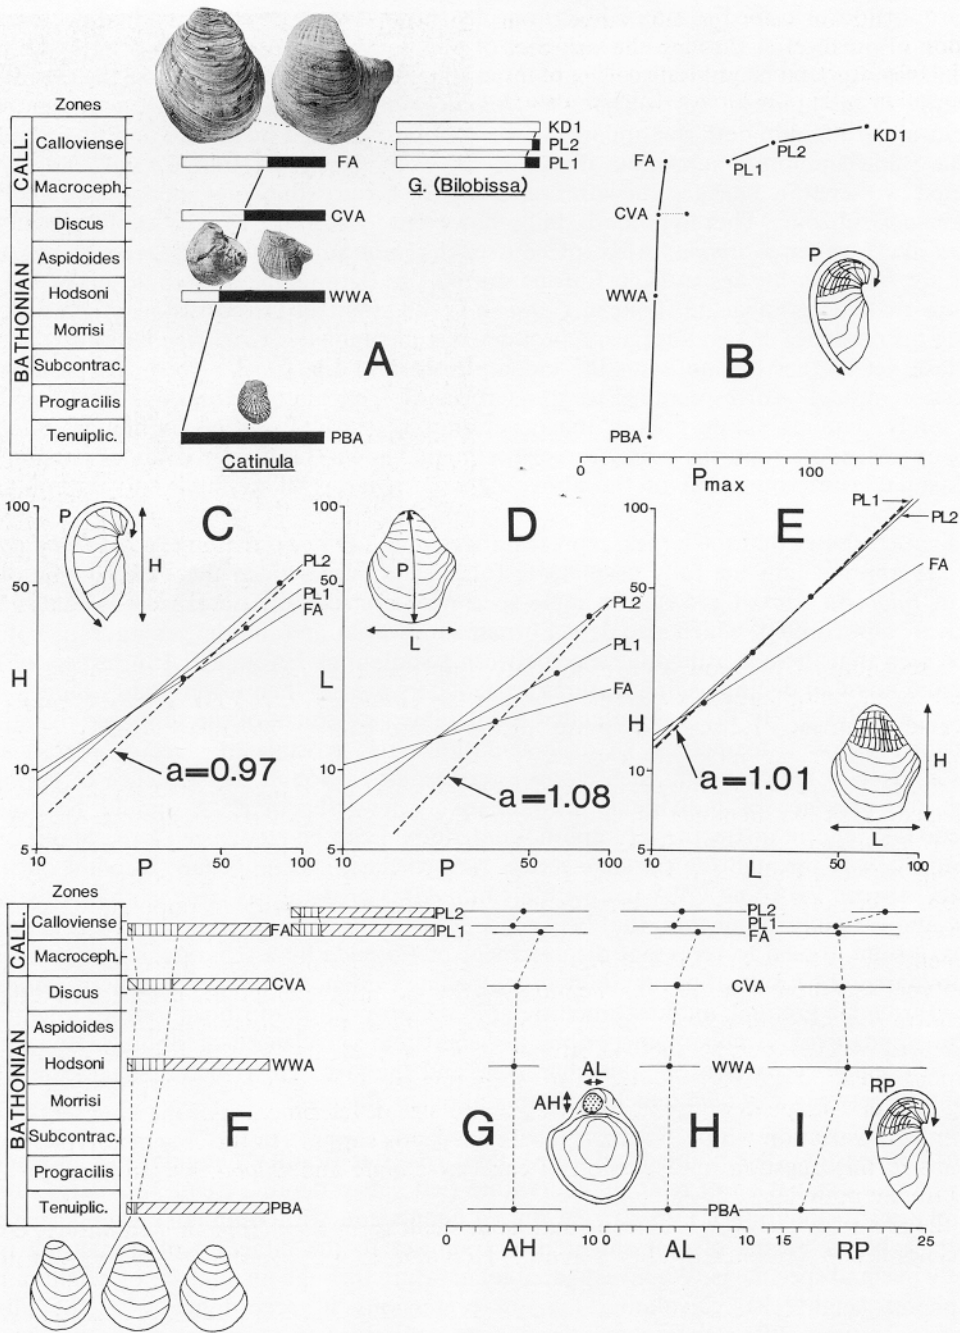 Zones
CALL.
BATHONIAN
Calloviense
Macroceph.
Discus
Aspidoides
Hodsoni
Morrisi
Subcontrac.
Progracilis
Tenuiplic.
KD1
PL2
PL1
G. (Bilobissa)
FA
CVA
WWA
PBA
Catinula
A
KD1
PL2
PL1
FA
CVA
WWA
PBA
B
P
0
100
Pmax
100
50
10
5
10
50
100
H
P
C
P
H
PL2
PL1
FA
a=0.97
100
50
10
5
10
50
100
L
P
D
P
L
PL2
PL1
FA
a=1.08
100
50
10
5
10
50
100
H
L
E
PL1
PL2
FA
H
L
a=1.01
Zones
CALL.
BATHONIAN
Calloviense
Macroceph.
Discus
Aspidoides
Hodsoni
Morrisi
Subcontrac.
Progracilis
Tenuiplic.
PL2
FA
PL1
CVA
WWA
PBA
F
G
AL
AH
0
10
AH
PL2
PL1
FA
CVA
WWA
PBA
H
0
10
AL
I
RP
15
25
RP